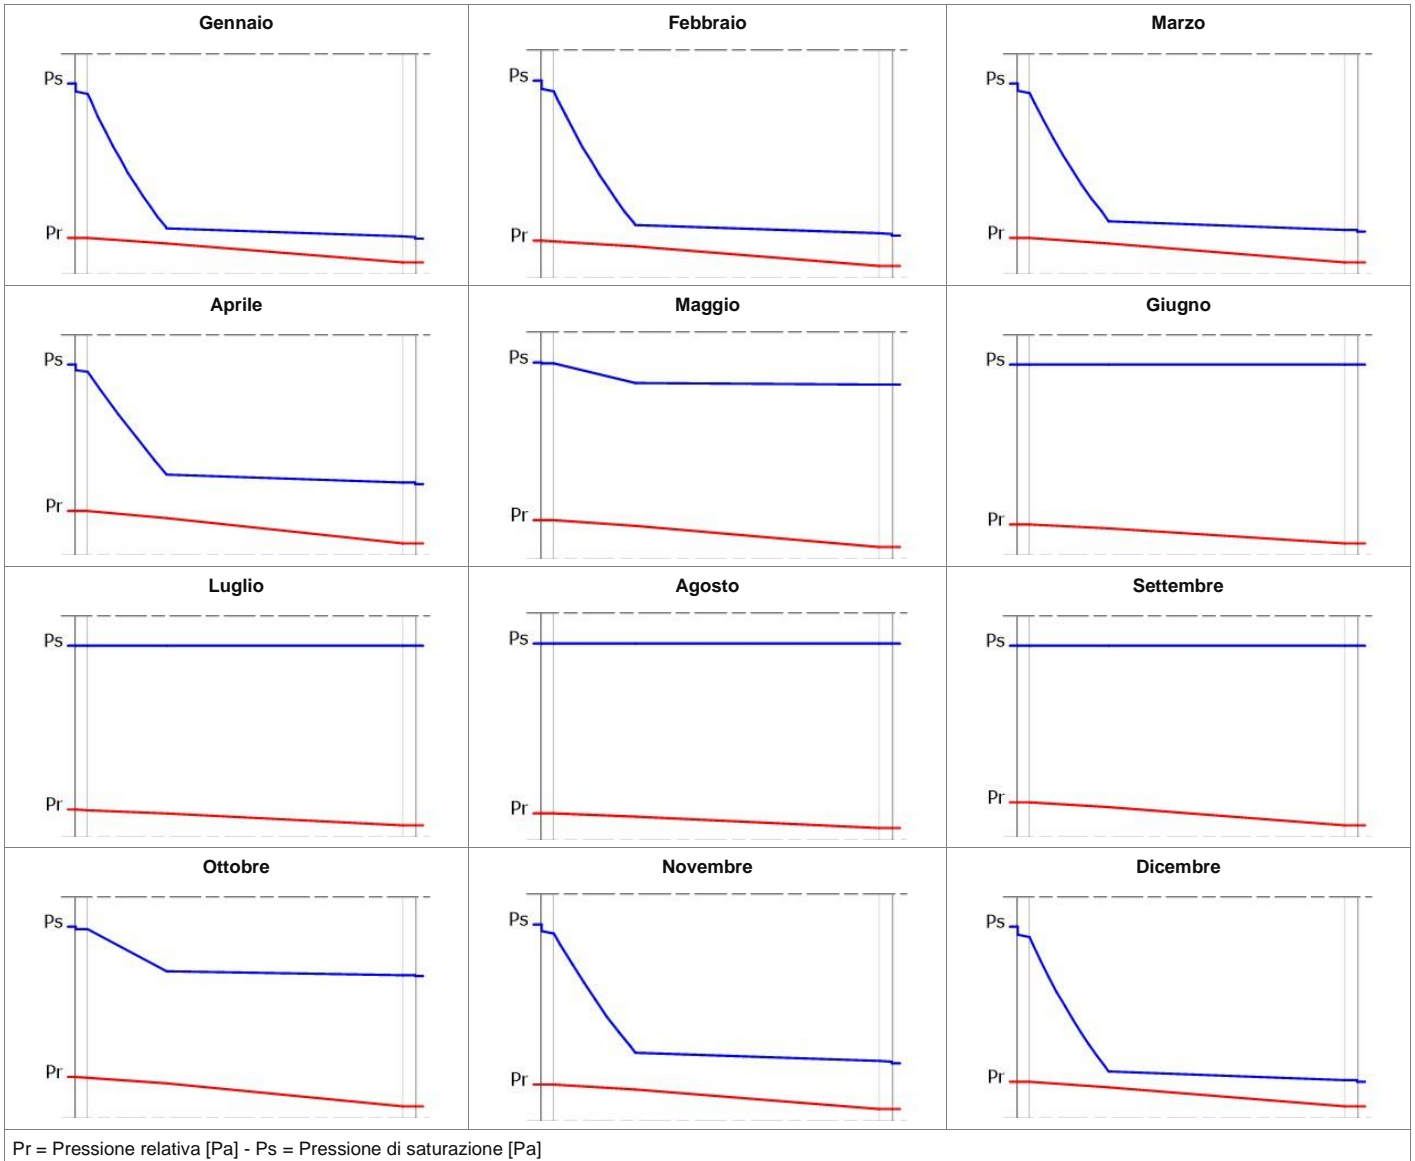 Gennaio
Febbraio
Marzo
Ps
Pr
Ps
Pr
Ps
Pr
Aprile
Maggio
Giugno
Ps
Pr
Ps
Pr
Ps
Pr
Luglio
Agosto
Settembre
Ps
Pr
Ps
Pr
Ps
Pr
Ottobre
Novembre
Dicembre
Ps
Pr
Ps
Pr
Ps
Pr
Pr = Pressione relativa [Pa] - Ps = Pressione di saturazione [Pa]